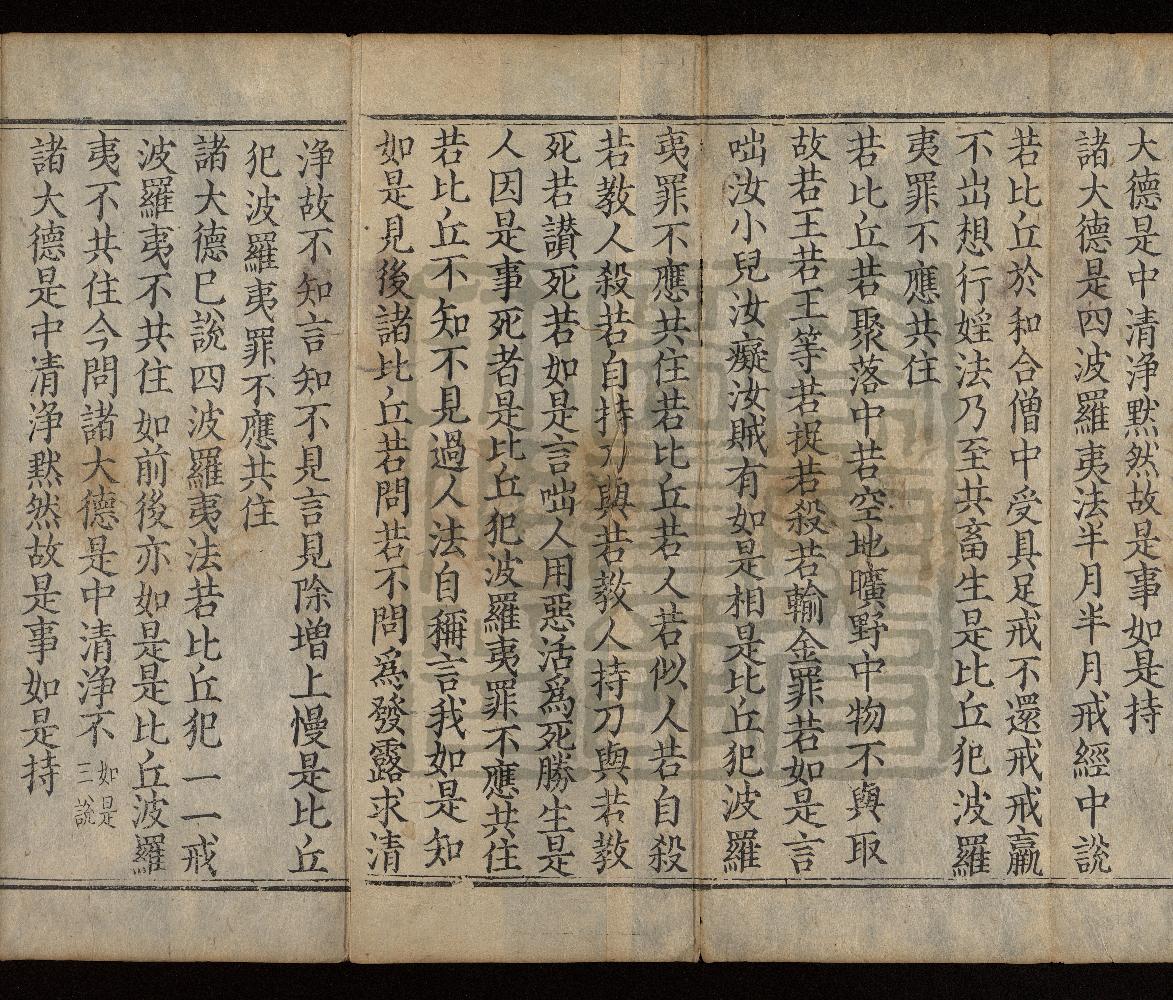 大德是中清淨黙然故是事如是持
諸大德是四波羅夷法半月半月戒經中說
若比丘於和合僧中受具足戒不還戒戒羸
不出想行婬法乃至共畜生是比丘犯波羅
夷罪不應共住
若比丘若聚落中若空地曠野中物不與取
故若王若王等若捉若殺若輸金罪若如是言
咄汝小兒汝癡汝賊有如是相是比丘犯波羅
夷罪不應共住若比丘若人若似人若自殺
若教人殺若自持刀與若教人持刀與若教
死若讃死若如是言咄人用惡活爲死勝生是
人因是事死者是比丘犯波羅夷罪不應共住
若比丘不知不見過人法自稱言我如是知
如是見後諸比丘若問若不問爲發露求清
淨故不知言知不見言見除增上慢是比丘
犯波羅夷罪不應共住
諸大德已說四波羅夷法若比丘犯一一戒
波羅夷不共住如前後亦如是是比丘波羅
夷不共住今問諸大德是中清淨不如是三說
諸大德是中清淨黙然故是事如是持